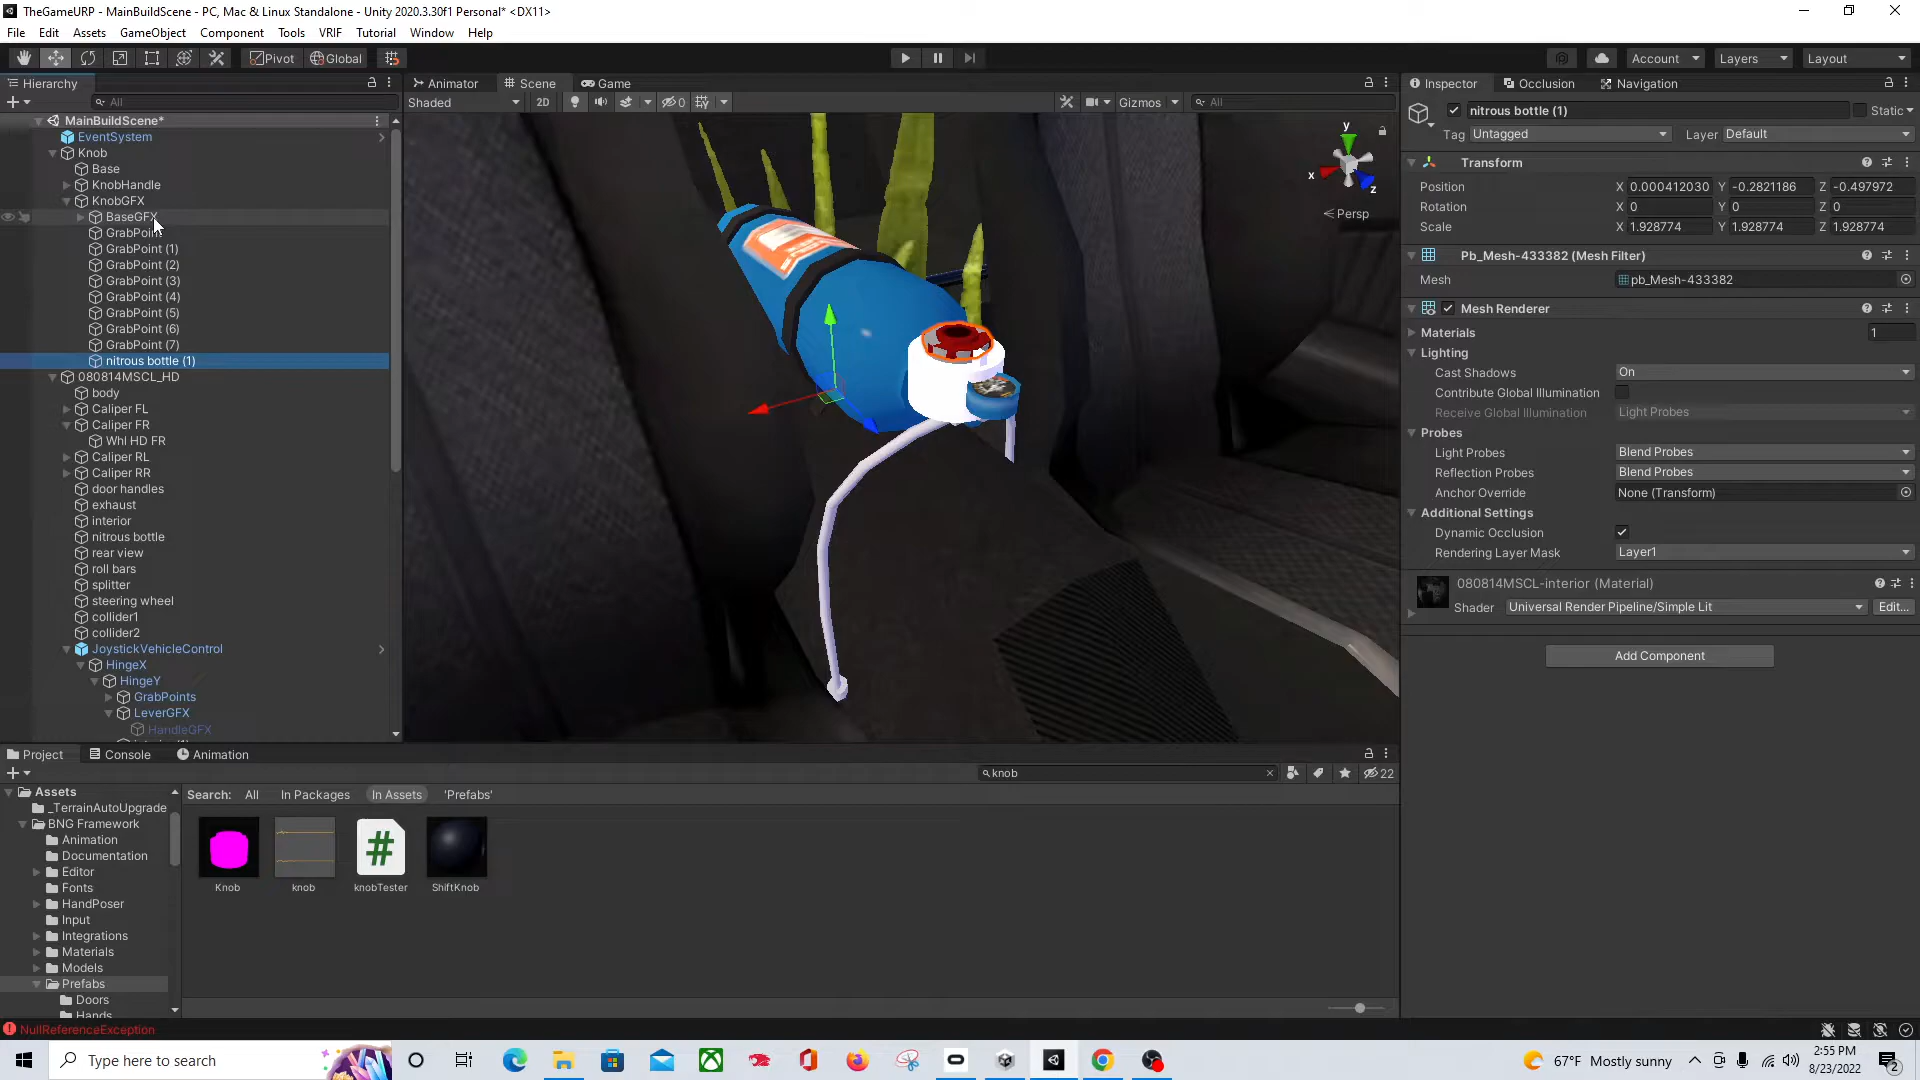 TheGameURP - MainBuildScene - PC, Mac & Linux Standalone - Unity 2020.3.30f1 Personal* <DX11>
File Edit Assets GameObject Component Tools VRIF Tutorial Window Help
Pivot Global Account Layers Layout
Hierarchy Animator Scene Game Inspector Occlusion Navigation
All Shaded 2D 0 Gizmos All nitrous bottle (1) Static
MainBuildScene*
EventSystem
Knob
Base
KnobHandle
KnobGFX
BaseGFX
GrabPoint
GrabPoint (1)
GrabPoint (2)
GrabPoint (3)
GrabPoint (4)
GrabPoint (5)
GrabPoint (6)
GrabPoint (7)
nitrous bottle (1)
080814MSCL_HD
body
Caliper FL
Caliper FR
Whl HD FR
Caliper RL
Caliper RR
door handles
exhaust
interior
nitrous bottle
rear view
roll bars
splitter
steering wheel
collider1
collider2
JoystickVehicleControl
HingeX
HingeY
GrabPoints
LeverGFX
HandleGFX
y
x
z
Persp
Tag Untagged Layer Default
Transform
Position X 0.000412030 Y -0.2821186 Z -0.497972
Rotation X 0 Y 0 Z 0
Scale X 1.928774 Y 1.928774 Z 1.928774
Pb_Mesh-433382 (Mesh Filter)
Mesh pb_Mesh-433382
Mesh Renderer
Materials 1
Lighting
Cast Shadows On
Contribute Global Illumination
Receive Global Illumination Light Probes
Probes
Light Probes Blend Probes
Reflection Probes Blend Probes
Anchor Override None (Transform)
Additional Settings
Dynamic Occlusion
Rendering Layer Mask Layer1
080814MSCL-interior (Material)
Shader Universal Render Pipeline/Simple Lit Edit...
Add Component
Project Console Animation
knob 22
Assets
_TerrainAutoUpgrade
BNG Framework
Animation
Documentation
Editor
Fonts
HandPoser
Input
Integrations
Materials
Models
Prefabs
Doors
Hands
Search: All In Packages In Assets 'Prefabs'
Knob knob knobTester ShiftKnob
NullReferenceException
Type here to search
67°F Mostly sunny
2:55 PM
8/23/2022
2